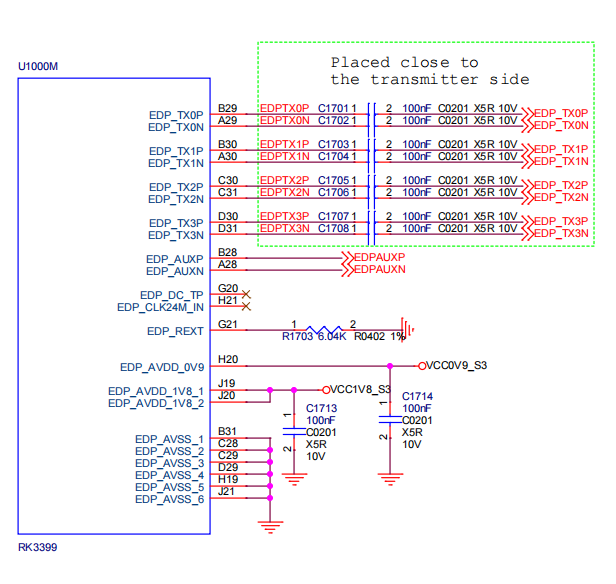 Placed close to
the transmitter side
U1000M
EDP_TX0P B29 EDPTX0P C1701 1 2 100nF C0201 X5R 10V EDP_TX0P
EDP_TX0N A29 EDPTX0N C1702 1 2 100nF C0201 X5R 10V EDP_TX0N
EDP_TX1P B30 EDPTX1P C1703 1 2 100nF C0201 X5R 10V EDP_TX1P
EDP_TX1N A30 EDPTX1N C1704 1 2 100nF C0201 X5R 10V EDP_TX1N
EDP_TX2P C30 EDPTX2P C1705 1 2 100nF C0201 X5R 10V EDP_TX2P
EDP_TX2N C31 EDPTX2N C1706 1 2 100nF C0201 X5R 10V EDP_TX2N
EDP_TX3P D30 EDPTX3P C1707 1 2 100nF C0201 X5R 10V EDP_TX3P
EDP_TX3N D31 EDPTX3N C1708 1 2 100nF C0201 X5R 10V EDP_TX3N
EDP_AUXP B28 EDPAUXP
EDP_AUXN A28 EDPAUXN
EDP_DC_TP G20
EDP_CLK24M_IN H21
EDP_REXT G21 1 2
R1703 6.04K R0402 1%
EDP_AVDD_0V9 H20 VCC0V9_S3
EDP_AVDD_1V8_1 J19 VCC1V8_S3
EDP_AVDD_1V8_2 J20
1 C1713
100nF
C0201
2 X5R
10V
1 C1714
100nF
C0201
2 X5R
10V
EDP_AVSS_1 B31
EDP_AVSS_2 C28
EDP_AVSS_3 C29
EDP_AVSS_4 D29
EDP_AVSS_5 H19
EDP_AVSS_6 J21
RK3399